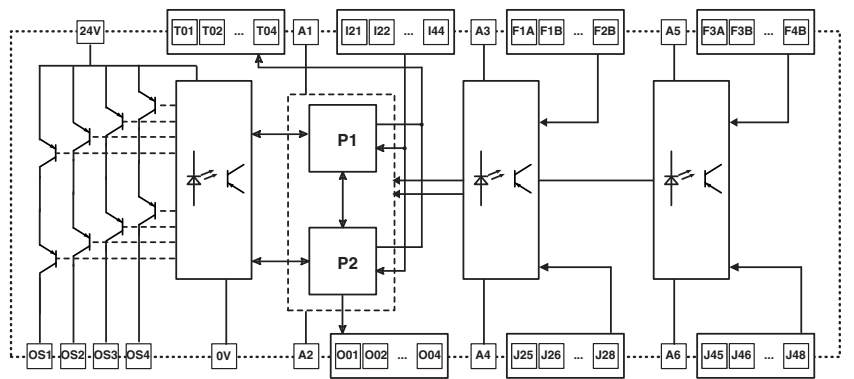 24V T01 T02 ... T04 A1 I21 I22 ... I44 A3 F1A F1B ... F2B A5 F3A F3B ... F4B
P1
P2
OS1 OS2 OS3 OS4 0V A2 O01 O02 ... O04 A4 J25 J26 ... J28 A6 J45 J46 ... J48